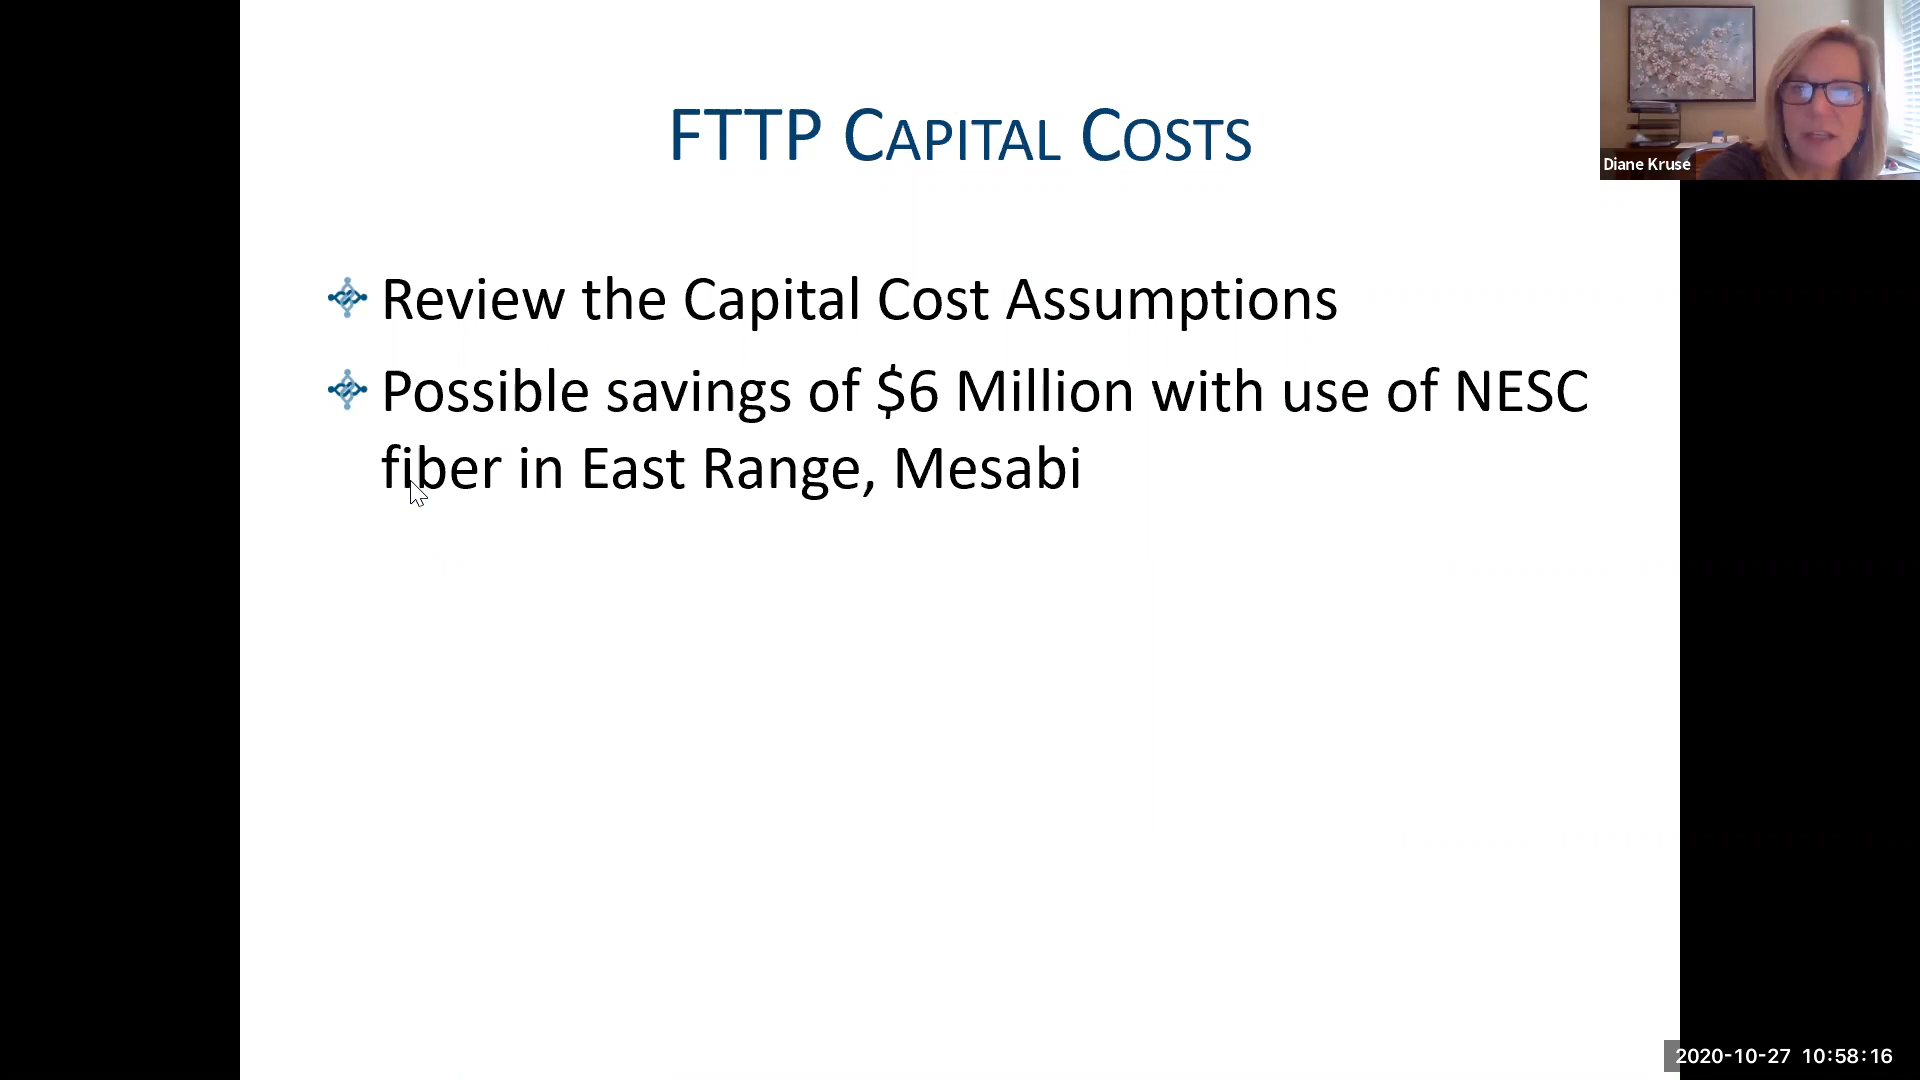 FTTP CAPITAL COSTS
Diane Kruse
Review the Capital Cost Assumptions
Possible savings of $6 Million with use of NESC
fiber in East Range, Mesabi
2020-10-27 10:58:16